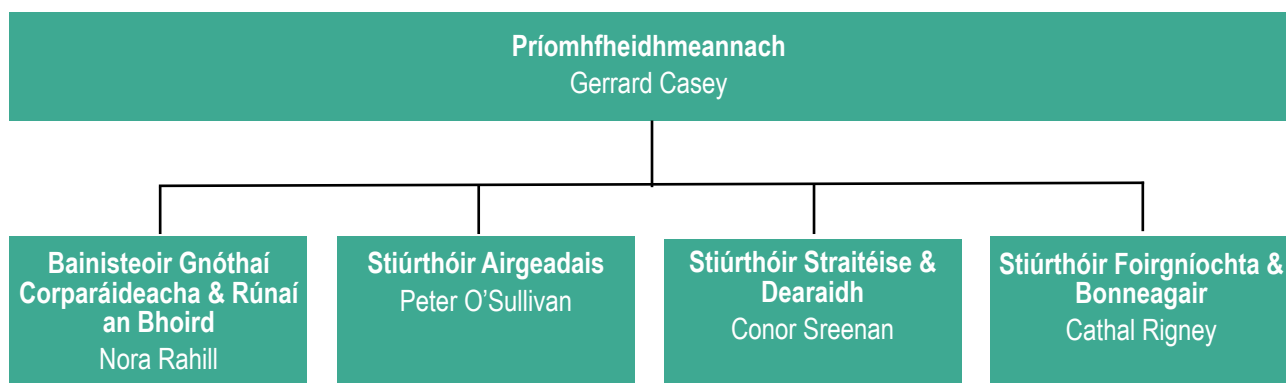 Príomhfheidhmeannach
Gerrard Casey
Bainisteoir Gnóthaí
Corparáideacha & Rúnaí
an Bhoird
Nora Rahill
Stiúrthóir Airgeadais
Peter O’Sullivan
Stiúrthóir Straitéise &
Dearaidh
Conor Sreenan
Stiúrthóir Foirgníochta &
Bonneagair
Cathal Rigney